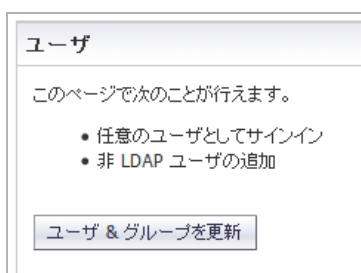 ユーザ
このページで次のことが行えます。
• 任意のユーザとしてサインイン
• 非 LDAP ユーザの追加
ユーザ & グループを更新